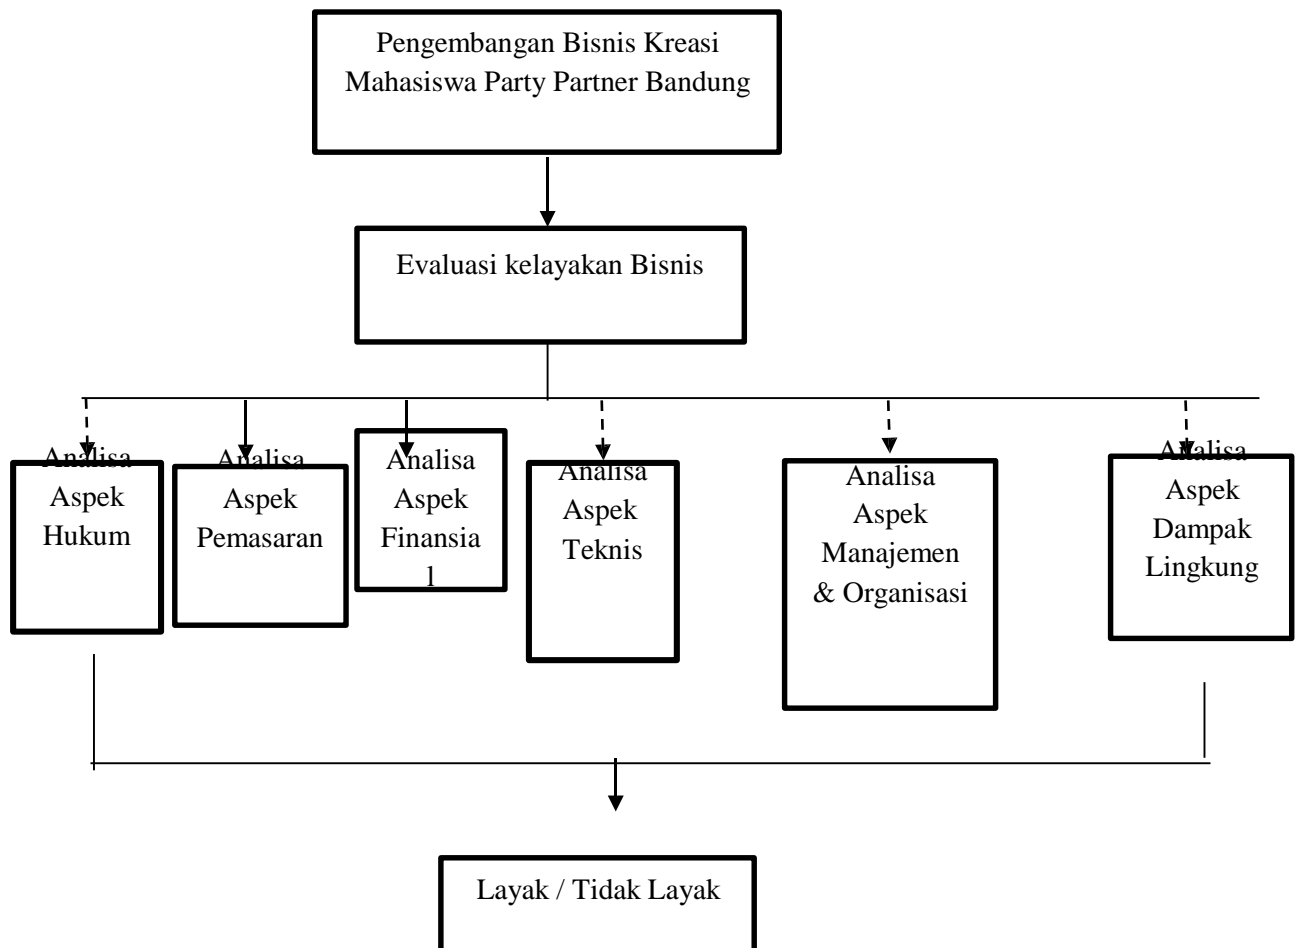 Pengembangan Bisnis Kreasi
Mahasiswa Party Partner Bandung
Evaluasi kelayakan Bisnis
Analisa
Aspek
Hukum
Analisa
Aspek
Pemasaran
Analisa
Aspek
Finansia
l
Analisa
Aspek
Teknis
Analisa
Aspek
Manajemen
& Organisasi
Analisa
Aspek
Dampak
Lingkung
Layak / Tidak Layak